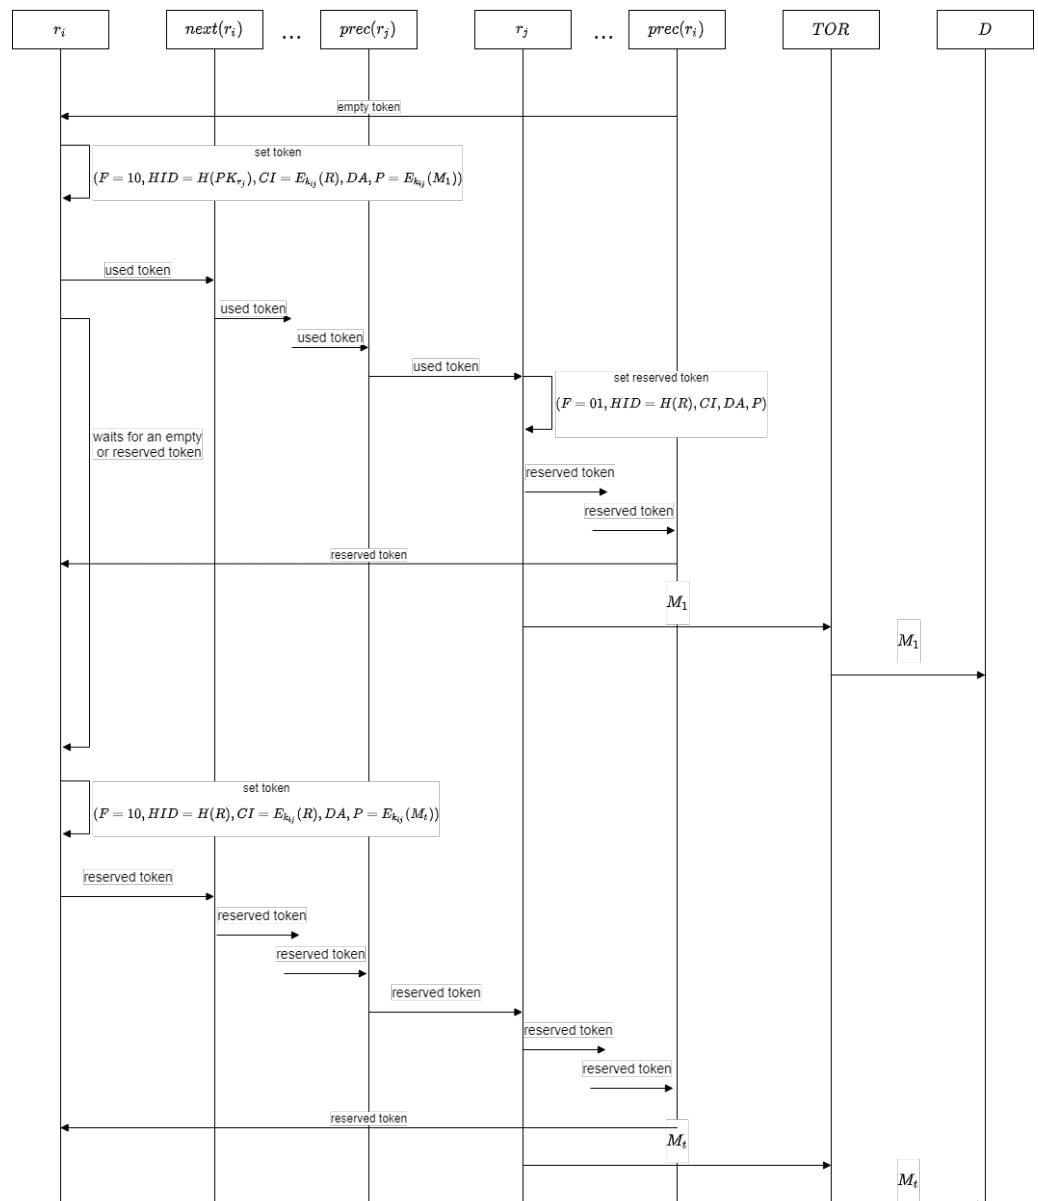 r_i next(r_i) ... prec(r_j) r_j ... prec(r_i) TOR D
empty token
set token
(F = 10, HID = H(PK_{r_j}), CI = E_{k_{ij}}(R), DA, P = E_{k_{ij}}(M_1))
used token
used token
used token
used token
set reserved token
(F = 01, HID = H(R), CI, DA, P)
waits for an empty
or reserved token
reserved token
reserved token
reserved token
M_1
M_1
set token
(F = 10, HID = H(R), CI = E_{k_{ij}}(R), DA, P = E_{k_{ij}}(M_t))
reserved token
reserved token
reserved token
reserved token
reserved token
reserved token
reserved token
M_t
M_t